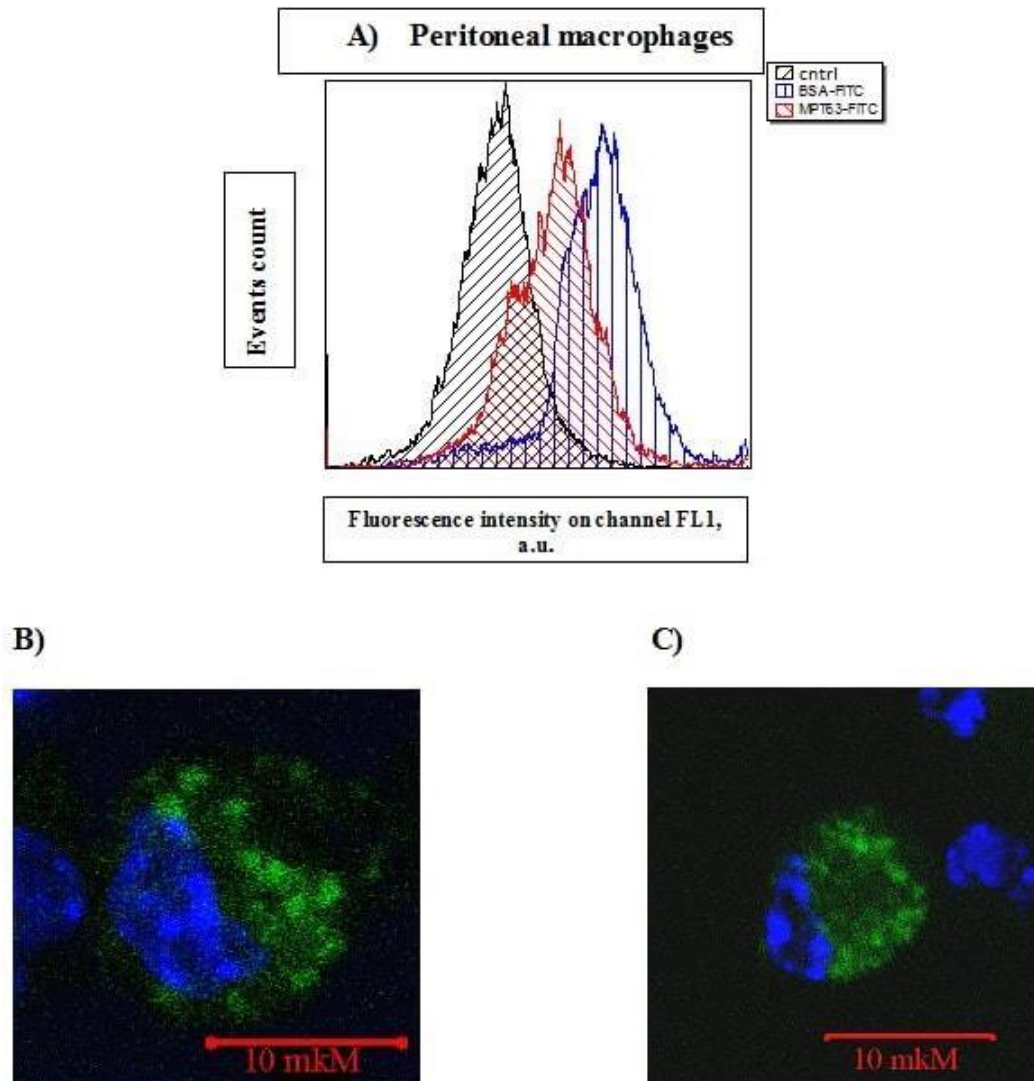 A) Peritoneal macrophages
cntrl
BSA-FITC
MPT63-FITC
Events count
Fluorescence intensity on channel FL1,
a.u.
B)
C)
10 mkM
10 mkM